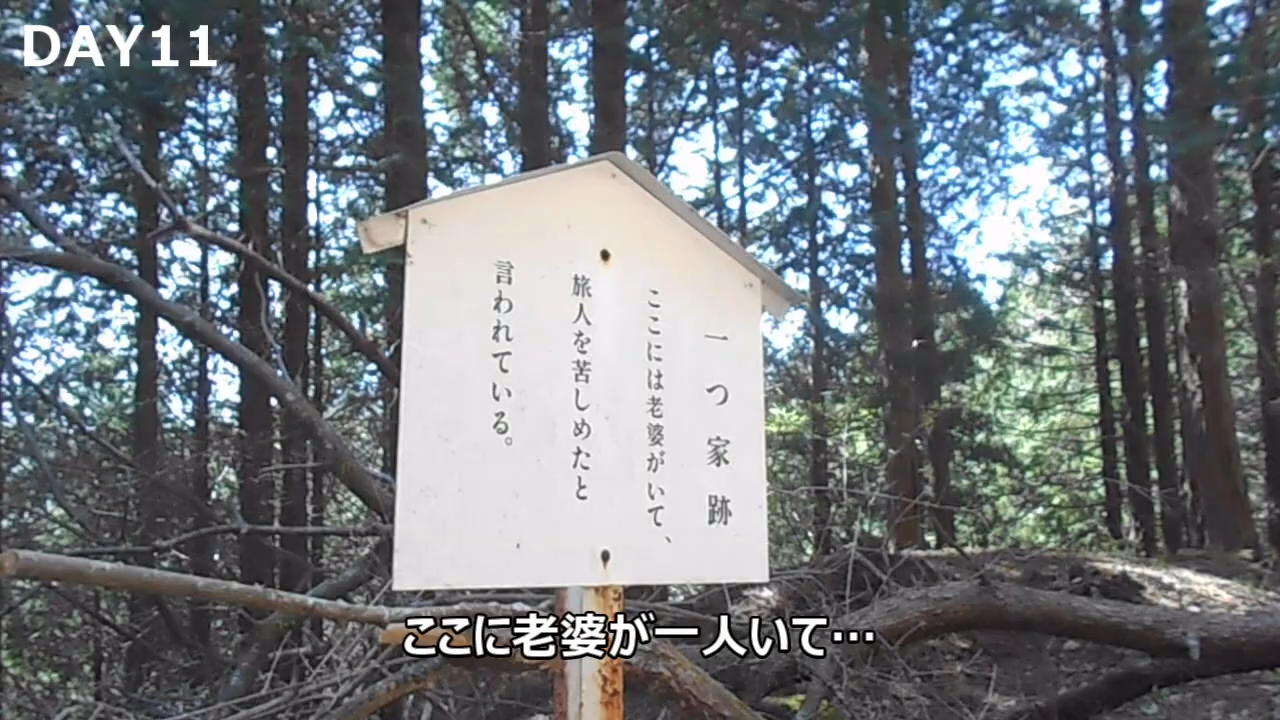 DAY11
一つ家跡
ここには老婆がいて、
旅人を苦しめたと
言われている。
ここに老婆が一人いて…